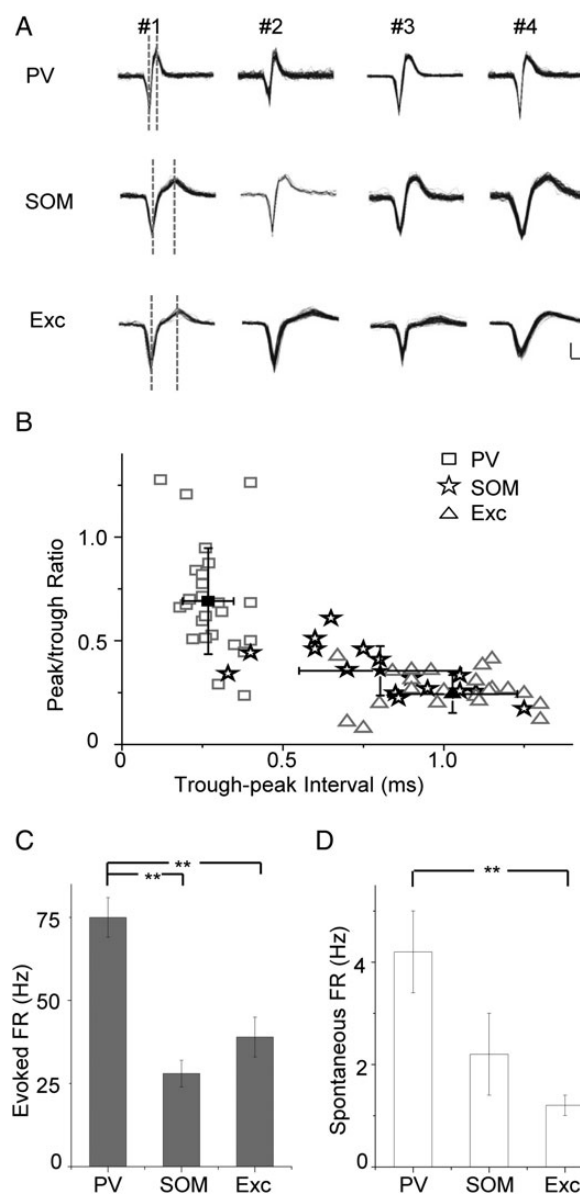 A
#1 #2 #3 #4
PV
SOM
Exc
B
PV
SOM
Exc
Peak/trough Ratio
1.0
0.5
0
0 0.5 1.0
Trough-peak Interval (ms)
C
**
**
Evoked FR (Hz)
75
50
25
0
PV SOM Exc
D
**
Spontaneous FR (Hz)
4
2
0
PV SOM Exc